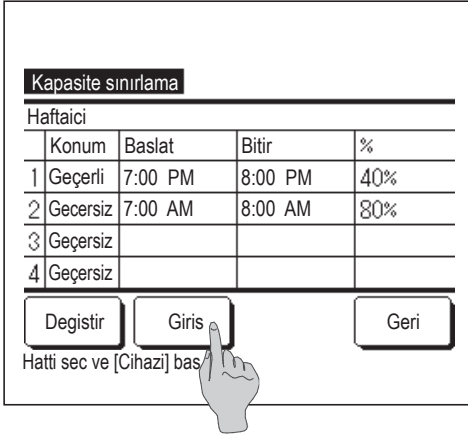 Kapasite sınırlama
Haftaici
Konum Baslat Bitir %
1 Geçerli 7:00 PM 8:00 PM 40%
2 Gecersiz 7:00 AM 8:00 AM 80%
3 Geçersiz
4 Geçersiz
Degistir Giris Geri
Hatti sec ve [Cihazi] bas